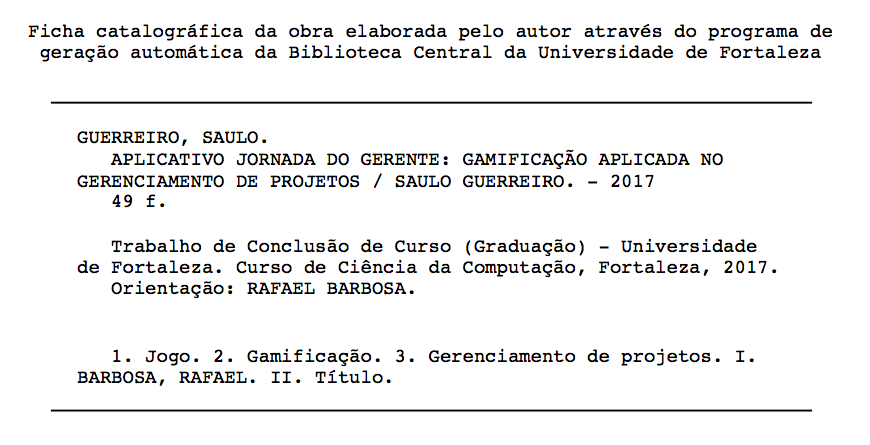 Ficha catalográfica da obra elaborada pelo autor através do programa de
geração automática da Biblioteca Central da Universidade de Fortaleza
GUERREIRO, SAULO.
APLICATIVO JORNADA DO GERENTE: GAMIFICAÇÃO APLICADA NO
GERENCIAMENTO DE PROJETOS / SAULO GUERREIRO. - 2017
49 f.
Trabalho de Conclusão de Curso (Graduação) - Universidade
de Fortaleza. Curso de Ciência da Computação, Fortaleza, 2017.
Orientação: RAFAEL BARBOSA.
1. Jogo. 2. Gamificação. 3. Gerenciamento de projetos. I.
BARBOSA, RAFAEL. II. Título.